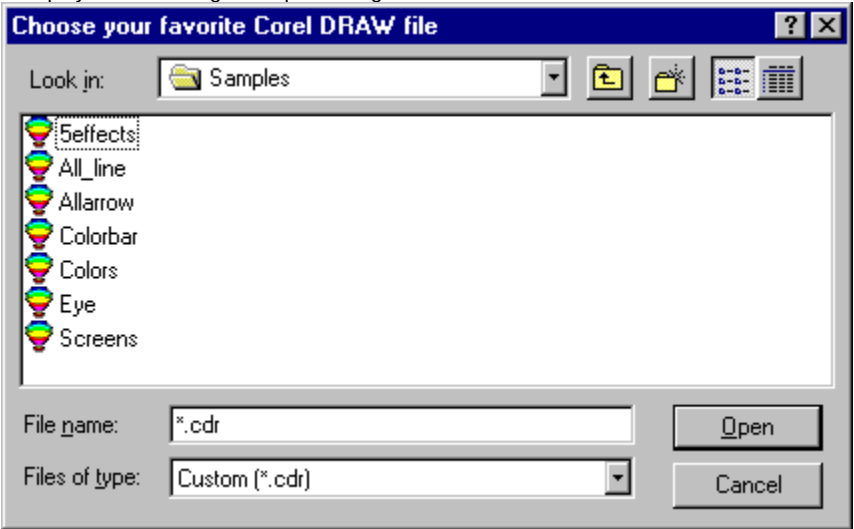 Choose your favorite Corel DRAW file
Look in: Samples
5effects
All_line
Allarrow
Colorbar
Colors
Eye
Screens
File name: *.cdr Open
Files of type: Custom (*.cdr) Cancel